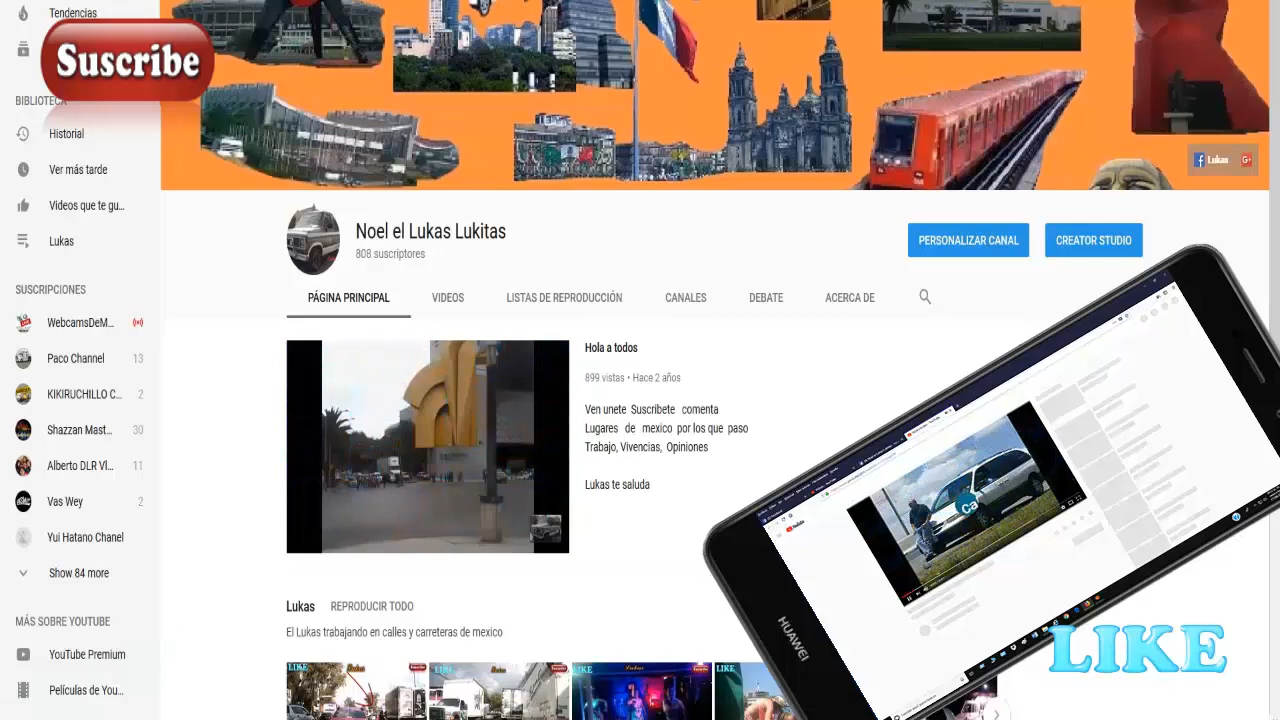 Tendencias
Suscribe
BIBLIOTECA
Historial
Ver más tarde
Videos que te gu...
Lukas
SUSCRIPCIONES
WebcamsDeM...
Paco Channel 13
KIKIRUCHILLO C... 2
Shazzan Mast... 30
Alberto DLR Vl... 11
Vas Wey 2
Yui Hatano Chanel
Show 84 more
MÁS SOBRE YOUTUBE
YouTube Premium
Películas de You...
Lukas
Noel el Lukas Lukitas
808 suscriptores
PERSONALIZAR CANAL
CREATOR STUDIO
PÁGINA PRINCIPAL VIDEOS LISTAS DE REPRODUCCIÓN CANALES DEBATE ACERCA DE
Hola a todos
899 vistas • Hace 2 años
Ven unete Suscribete comenta
Lugares de mexico por los que paso
Trabajo, Vivencias, Opiniones
Lukas te saluda
Lukas REPRODUCIR TODO
El Lukas trabajando en calles y carreteras de mexico
LIKE
LIKE
LIKE
LIKE
Ca
HUAWEI
LIKE